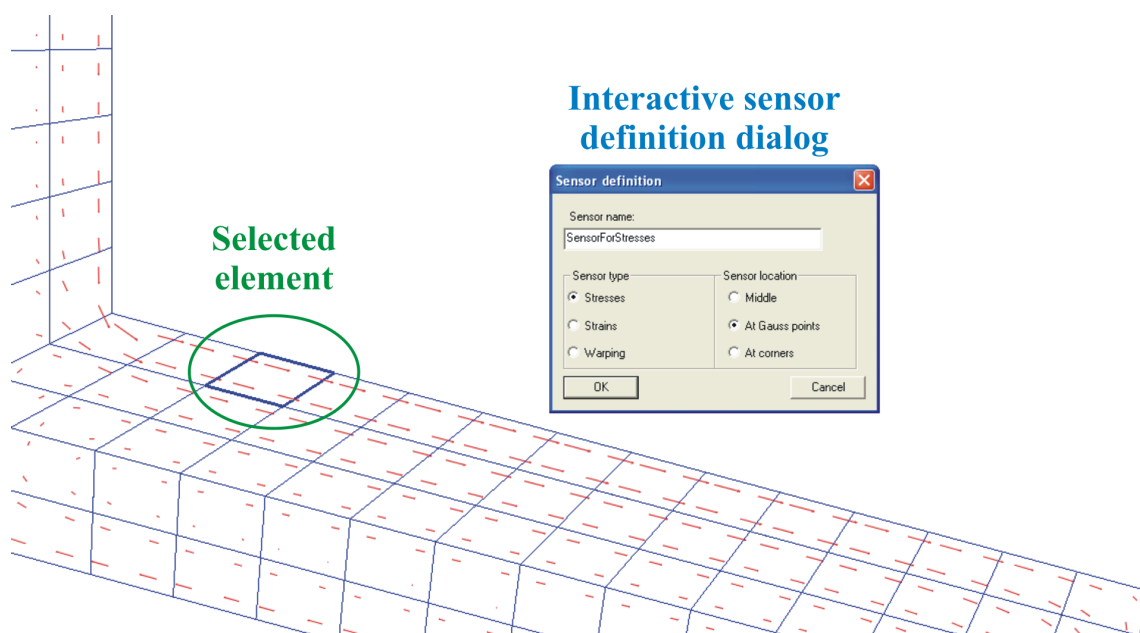 Interactive sensor
definition dialog
Sensor definition
Sensor name:
SensorForStresses
Selected
element
Sensor type
Sensor location
Stresses
Middle
Strains
At Gauss points
Warping
At corners
OK
Cancel